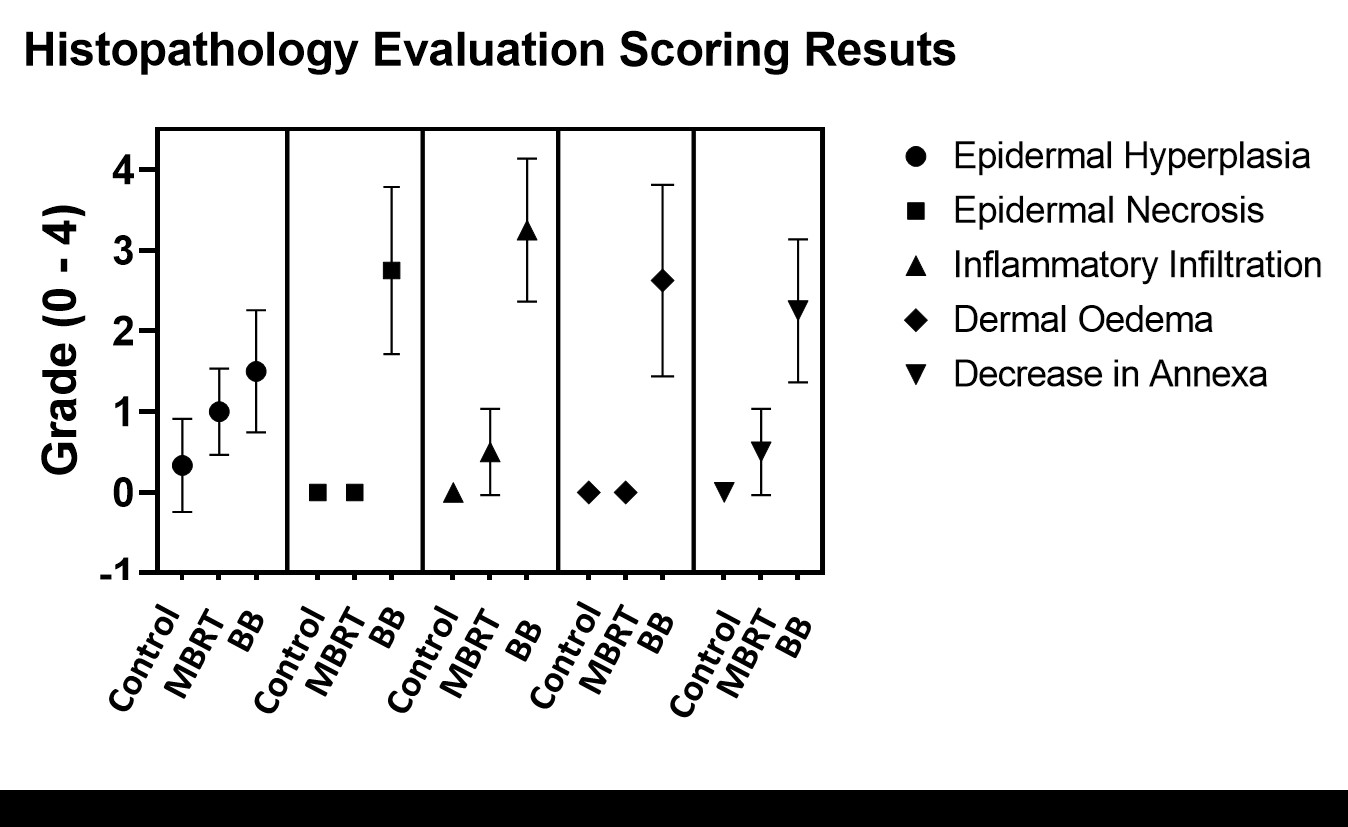 Histopathology Evaluation Scoring Resuts
Grade (0 - 4)
4
3
2
1
0
-1
Control
MBRT
BB
Control
MBRT
BB
Control
MBRT
BB
Control
MBRT
BB
Control
MBRT
BB
Epidermal Hyperplasia
Epidermal Necrosis
Inflammatory Infiltration
Dermal Oedema
Decrease in Annexa